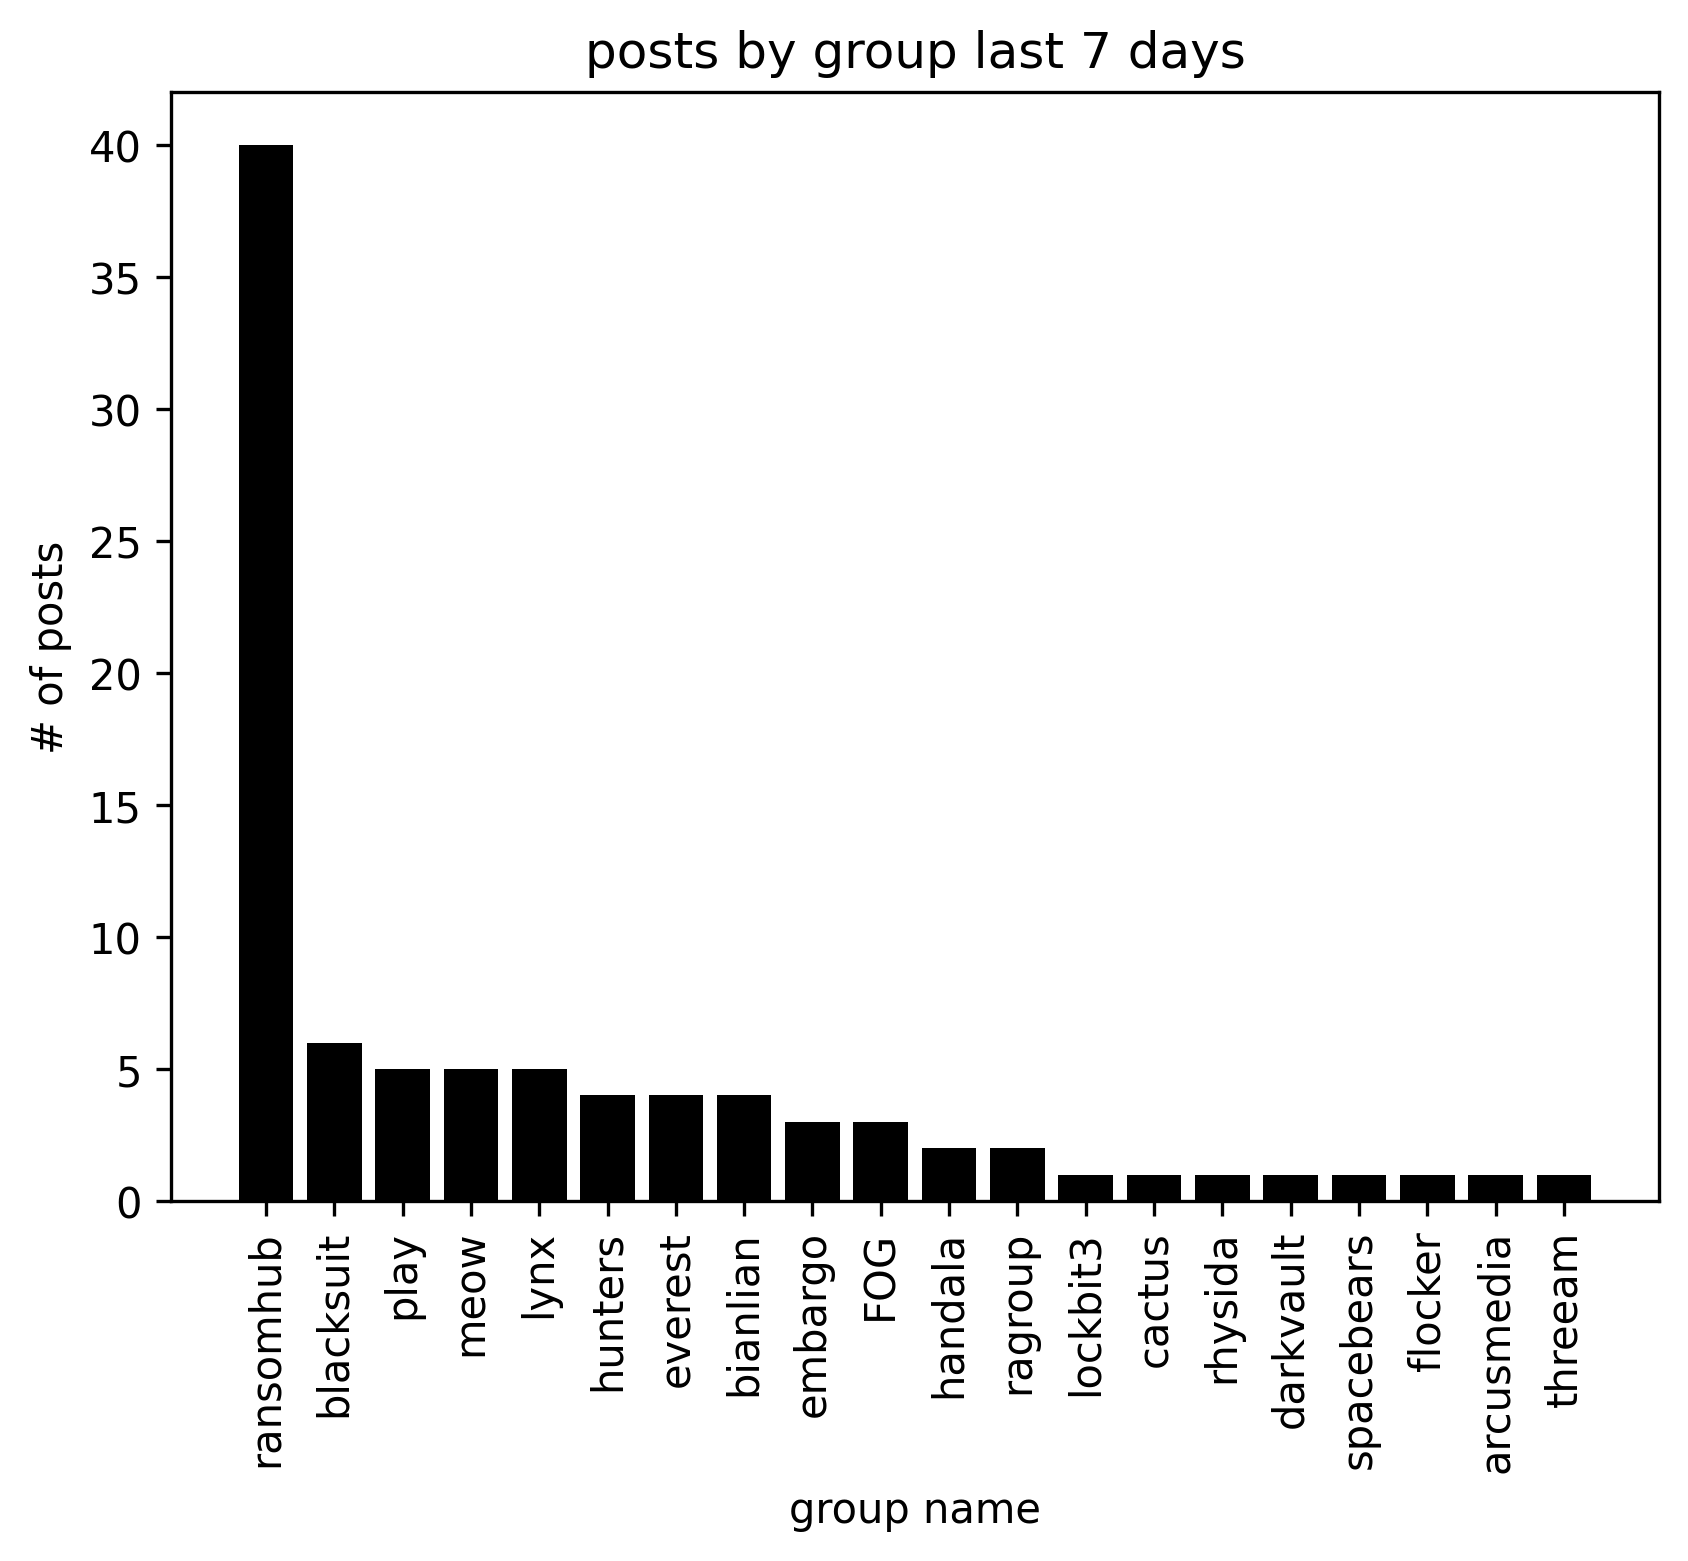 posts by group last 7 days
# of posts
40
35
30
25
20
15
10
5
0
ransomhub
blacksuit
play
meow
lynx
hunters
everest
bianlian
embargo
FOG
handala
ragroup
lockbit3
cactus
rhysida
darkvault
spacebears
flocker
arcusmedia
threeam
group name